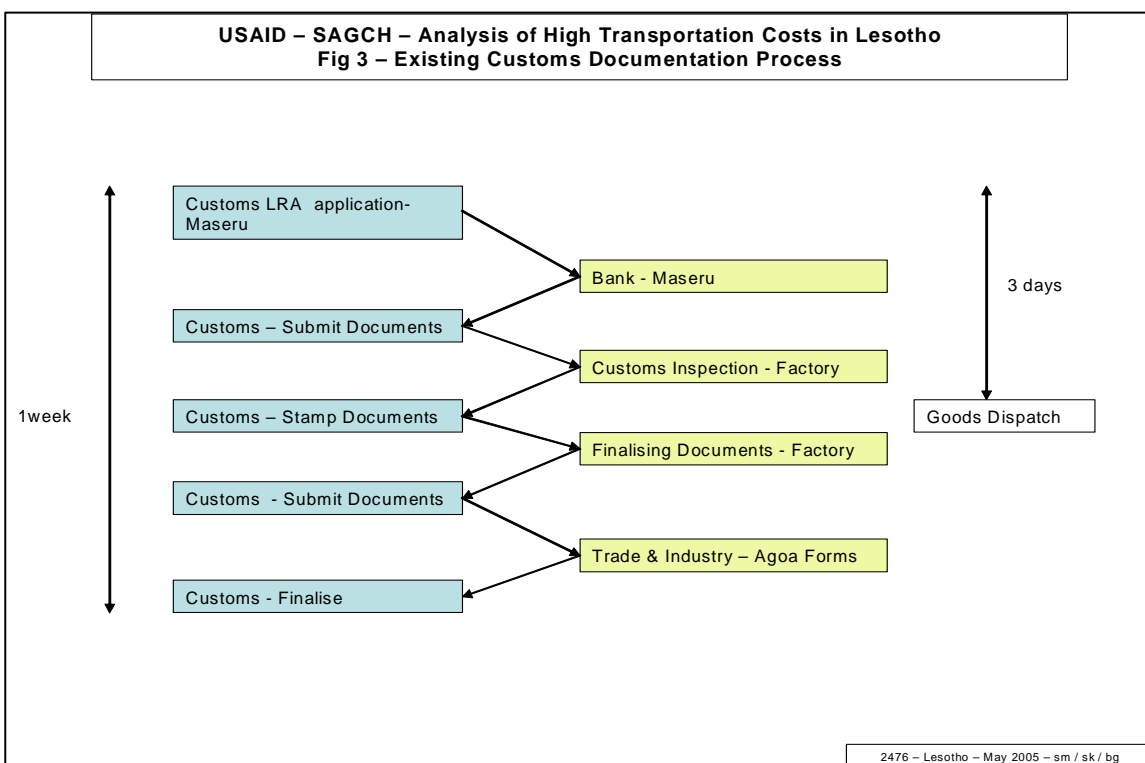 USAID – SAGCH – Analysis of High Transportation Costs in Lesotho
Fig 3 – Existing Customs Documentation Process
Customs LRA application-
Maseru
Bank - Maseru
3 days
Customs – Submit Documents
Customs Inspection - Factory
1week
Customs – Stamp Documents
Goods Dispatch
Finalising Documents - Factory
Customs - Submit Documents
Trade & Industry – Agoa Forms
Customs - Finalise
2476 – Lesotho – May 2005 – sm / sk / bg